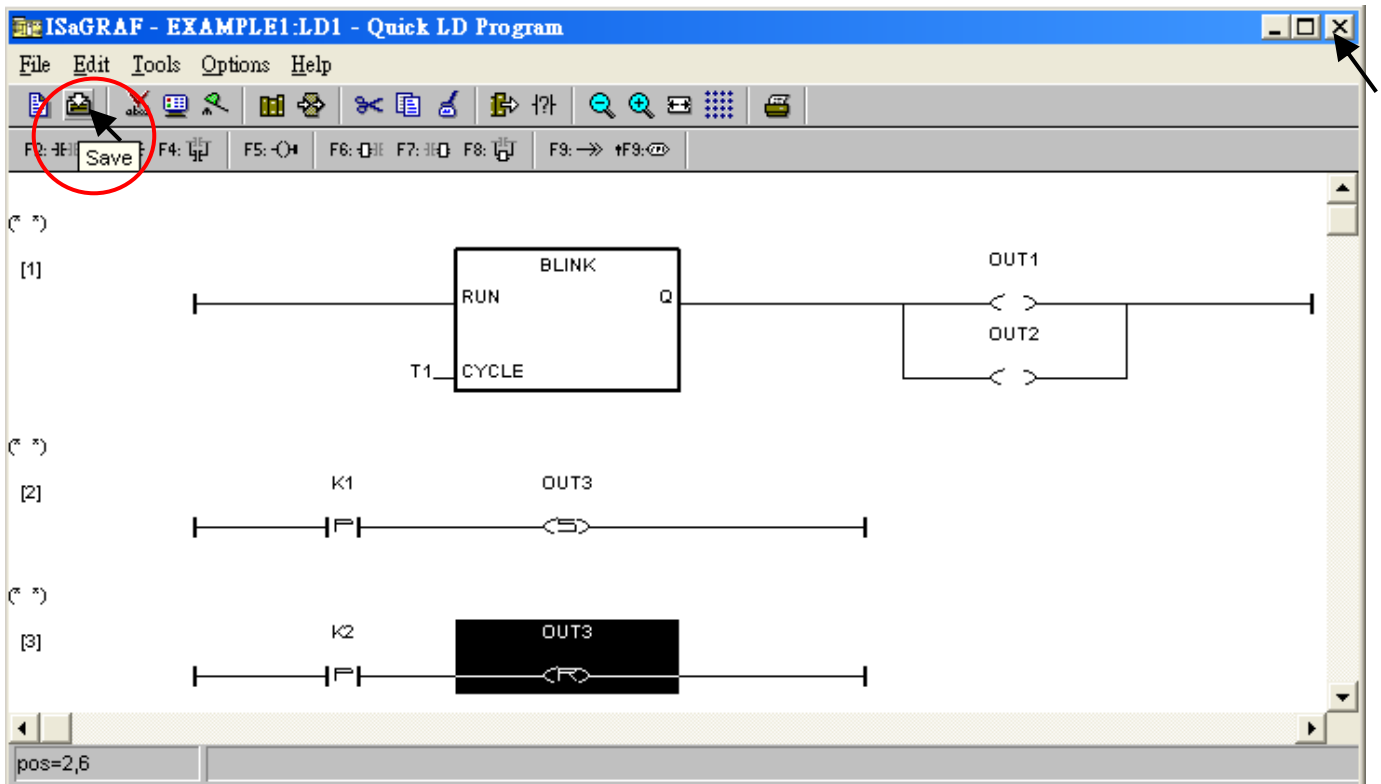 ISaGRAF - EXAMPLE1:LD1 - Quick LD Program
File Edit Tools Options Help
F2: F4: F5: F6: F7: F8: F9: F9:
Save
(* *)
[1]
BLINK
OUT1
RUN Q
OUT2
T1 CYCLE
(* *)
[2]
K1 OUT3
P S
(* *)
[3]
K2 OUT3
P R
pos=2,6